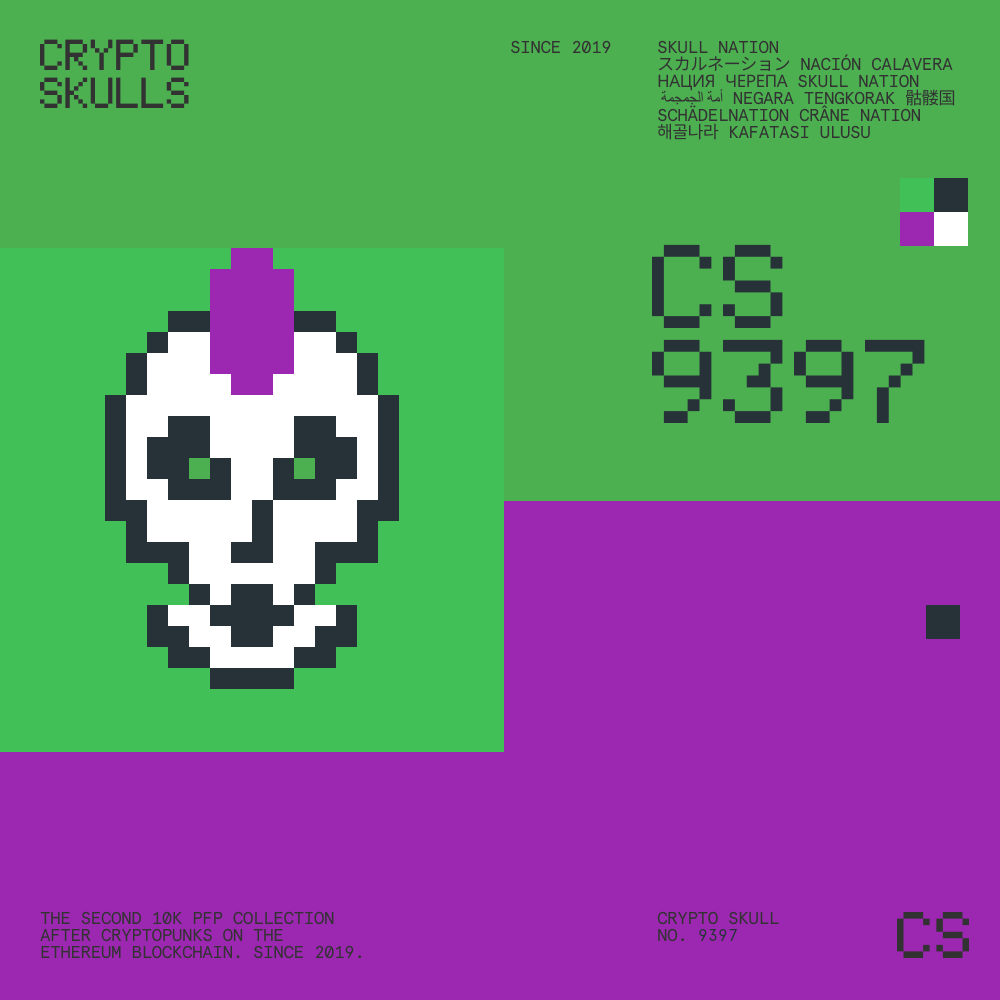 CRYPTO
SKULLS
SINCE 2019
SKULL NATION
スカルネーション NACIÓN CALAVERA
НАЦИЯ ЧЕРЕПА SKULL NATION
أمة الجمجمة NEGARA TENGKORAK 骷髅国
SCHÄDELNATION CRÂNE NATION
해골나라 KAFATASI ULUSU
CS
9397
THE SECOND 10K PFP COLLECTION
AFTER CRYPTOPUNKS ON THE
ETHEREUM BLOCKCHAIN. SINCE 2019.
CRYPTO SKULL
NO. 9397
CS